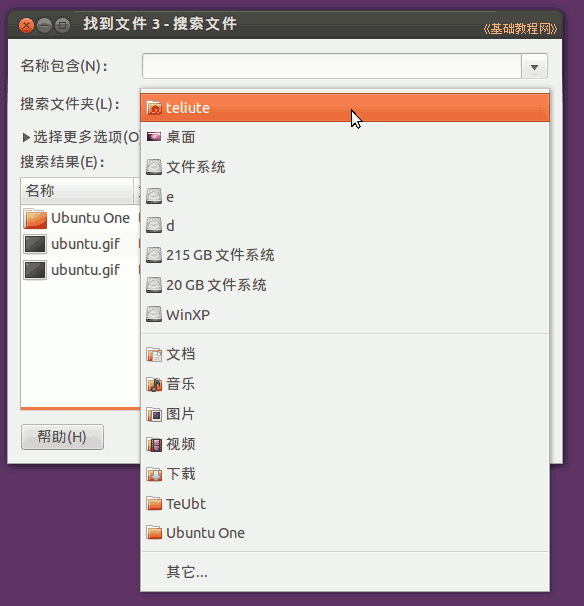 找到文件 3 - 搜索文件
《基础教程网》
名称包含(N)：
搜索文件夹(L)：
teliute
选择更多选项(O
桌面
搜索结果(E)：
文件系统
名称
e
Ubuntu One
d
ubuntu.gif
215 GB 文件系统
ubuntu.gif
20 GB 文件系统
WinXP
文档
音乐
图片
帮助(H)
视频
下载
TeUbt
Ubuntu One
其它...